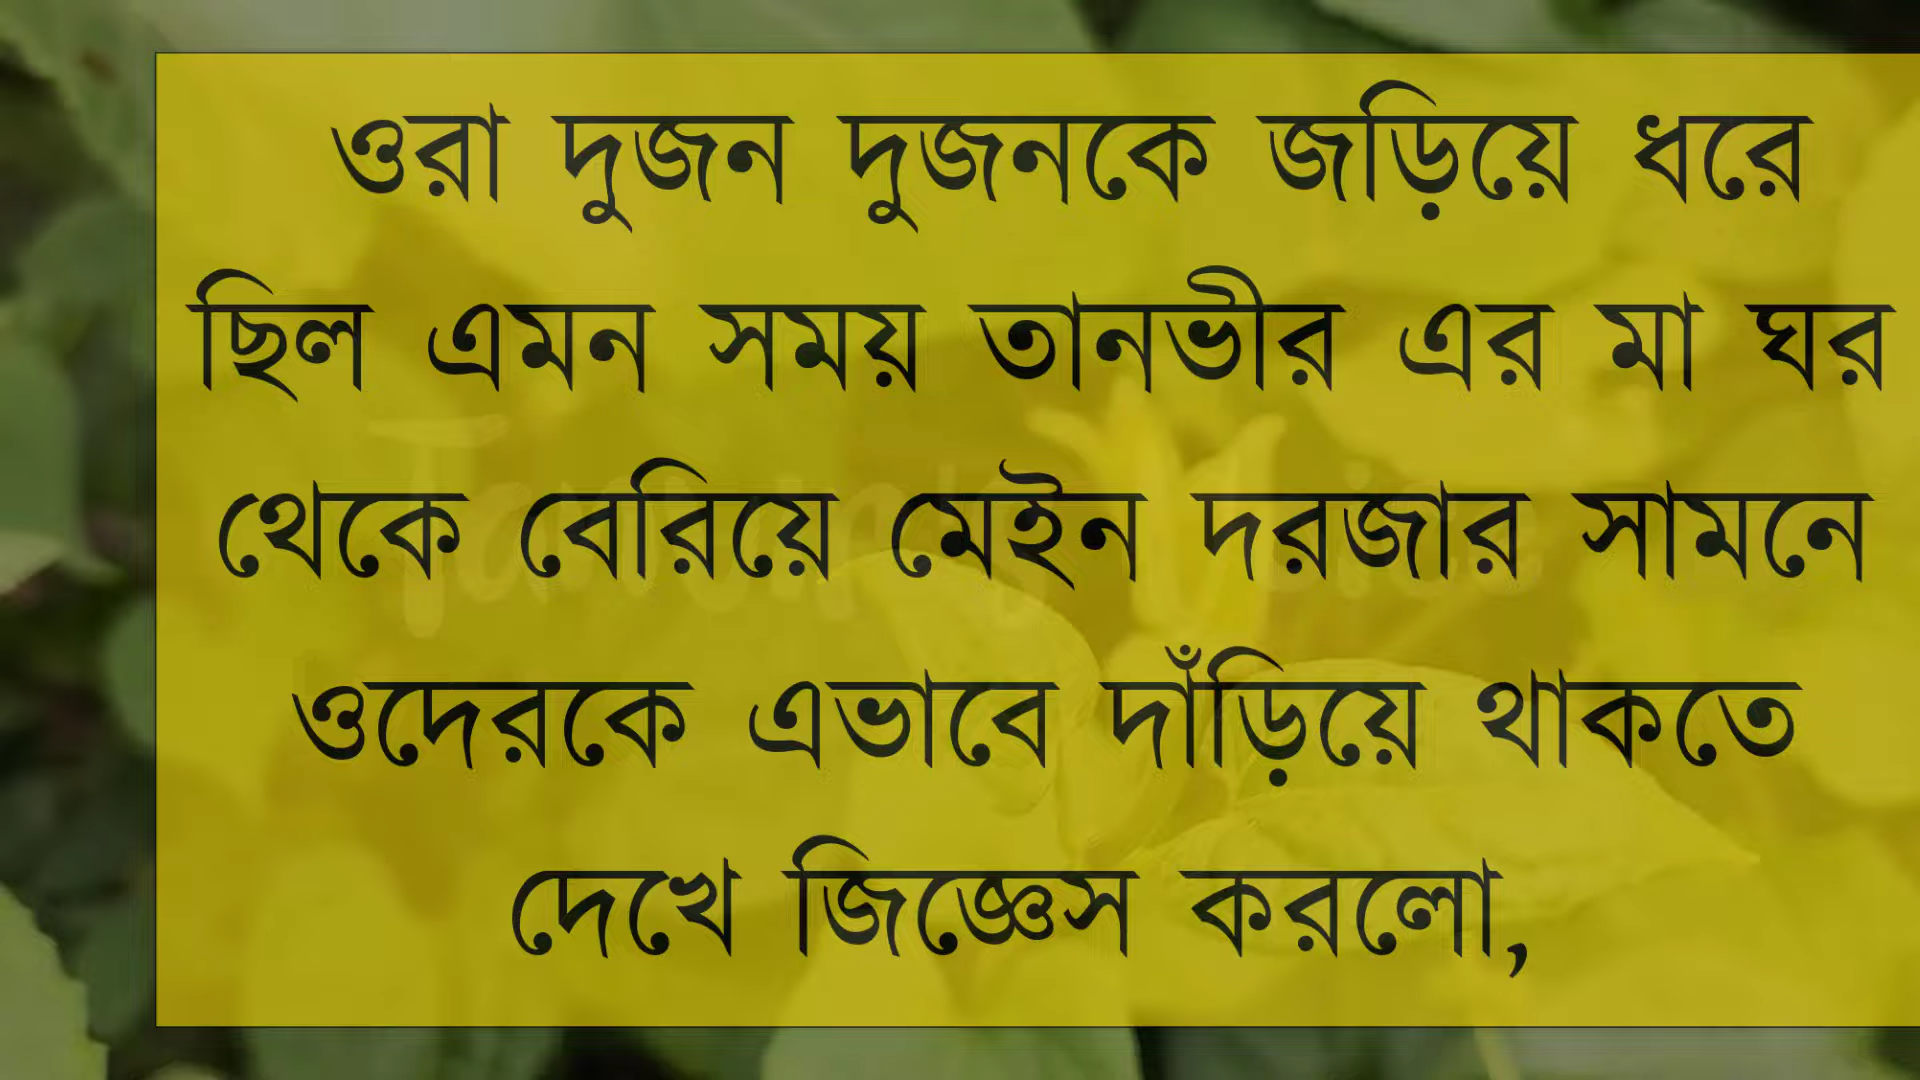 ওরা দুজন দুজনকে জড়িয়ে ধরে
ছিল এমন সময় তানভীর এর মা ঘর
থেকে বেরিয়ে মেইন দরজার সামনে
ওদেরকে এভাবে দাঁড়িয়ে থাকতে
দেখে জিজ্ঞেস করলো,